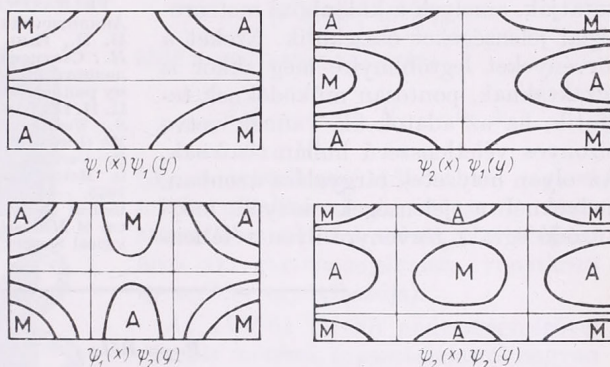 M A
A M
ψ₁(x) ψ₁(y)
A M
M A
A M
ψ₂(x) ψ₁(y)
A M A
M A M
ψ₁(x) ψ₂(y)
M A M
A M A
M A M
ψ₂(x) ψ₂(y)